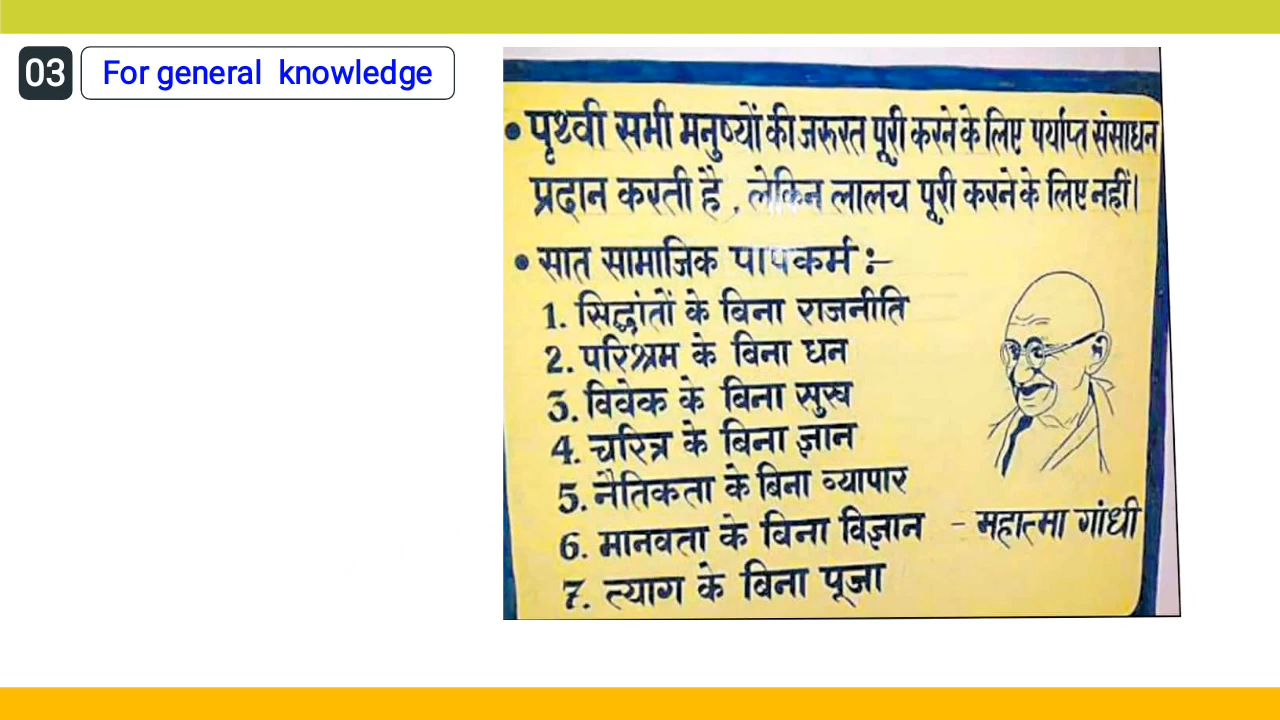 03
For general knowledge
• पृथ्वी सभी मनुष्यों की जरूरत पूरी करने के लिए पर्याप्त संसाधन
प्रदान करती है , लेकिन लालच पूरी करने के लिए नहीं।
• सात सामाजिक पापकर्म :-
1. सिद्धांतों के बिना राजनीति
2. परिश्रम के बिना धन
3. विवेक के बिना सुख
4. चरित्र के बिना ज्ञान
5. नैतिकता के बिना व्यापार
6. मानवता के बिना विज्ञान
- महात्मा गांधी
7. त्याग के बिना पूजा